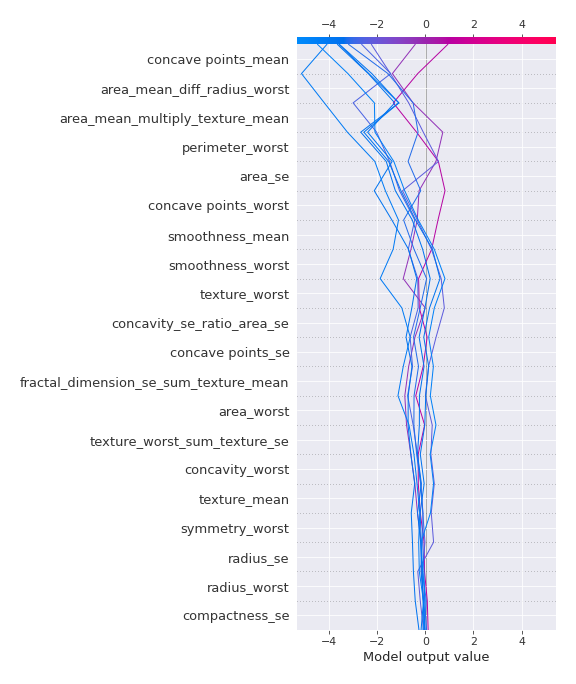 −4 −2 0 2 4
concave points_mean
area_mean_diff_radius_worst
area_mean_multiply_texture_mean
perimeter_worst
area_se
concave points_worst
smoothness_mean
smoothness_worst
texture_worst
concavity_se_ratio_area_se
concave points_se
fractal_dimension_se_sum_texture_mean
area_worst
texture_worst_sum_texture_se
concavity_worst
texture_mean
symmetry_worst
radius_se
radius_worst
compactness_se
−4 −2 0 2 4
Model output value